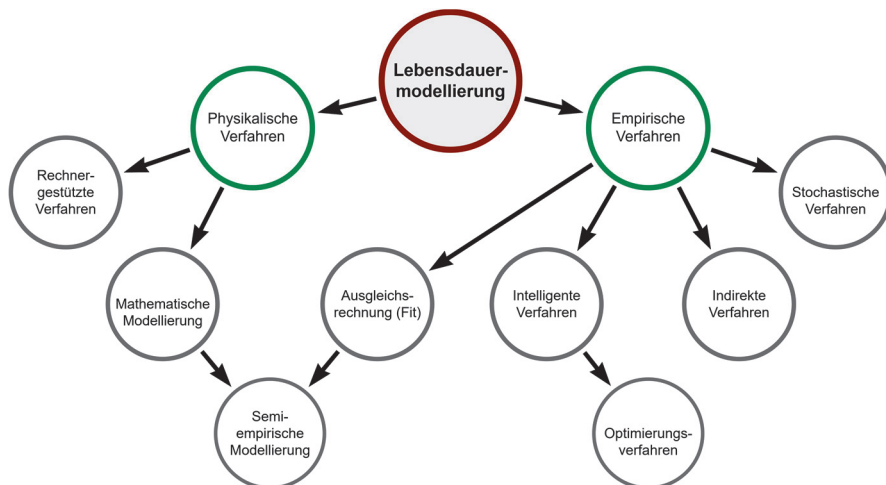 Lebensdauer-
modellierung
Physikalische
Verfahren
Empirische
Verfahren
Rechner-
gestützte
Verfahren
Stochastische
Verfahren
Mathematische
Modellierung
Ausgleichs-
rechnung (Fit)
Intelligente
Verfahren
Indirekte
Verfahren
Semi-
empirische
Modellierung
Optimierungs-
verfahren